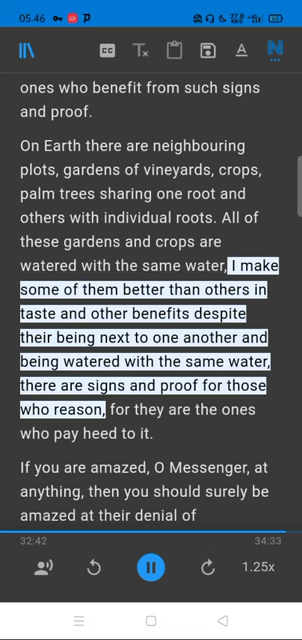 05.46
ones who benefit from such signs
and proof.
On Earth there are neighbouring
plots, gardens of vineyards, crops,
palm trees sharing one root and
others with individual roots. All of
these gardens and crops are
watered with the same water, I make
some of them better than others in
taste and other benefits despite
their being next to one another and
being watered with the same water,
there are signs and proof for those
who reason, for they are the ones
who pay heed to it.
If you are amazed, O Messenger, at
anything, then you should surely be
amazed at their denial of
32:42 34:33
1.25x